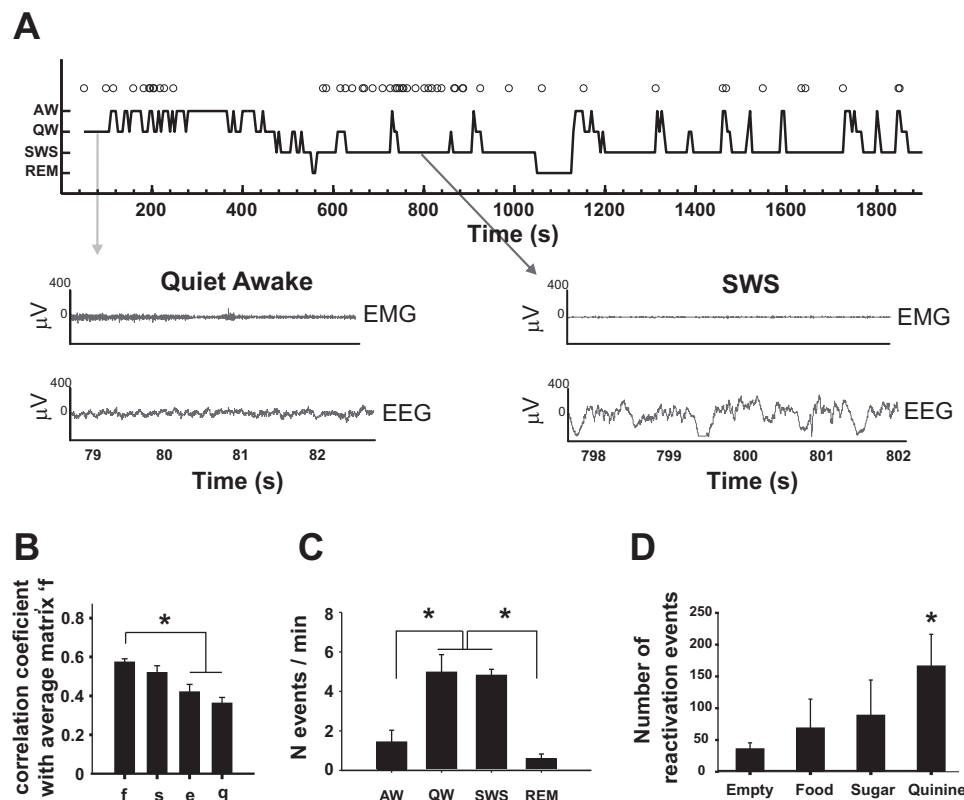 A
AW
QW
SWS
REM
200 400 600 800 1000 1200 1400 1600 1800
Time (s)
Quiet Awake
400
0
µV
EMG
400
0
µV
EEG
79 80 81 82
Time (s)
SWS
400
0
µV
EMG
400
0
µV
EEG
798 799 800 801 802
Time (s)
B
correlation coeficient
with average matrix 'f
0.8
0.6
0.4
0.2
0
*
f s e q
C
N events / min
8
6
4
2
0
* *
AW QW SWS REM
D
Number of
reactivation events
250
200
150
100
50
0
*
Empty Food Sugar Quinine